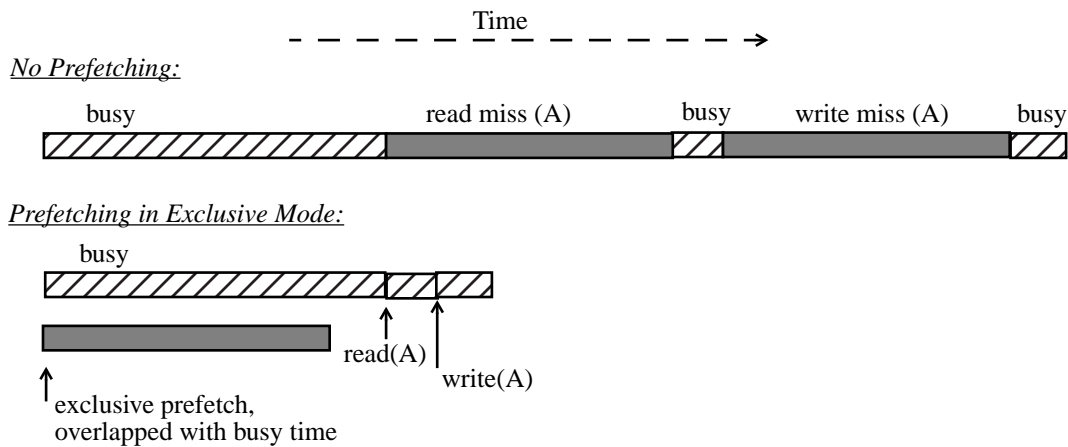 Time
No Prefetching:
busy read miss (A) busy write miss (A) busy
Prefetching in Exclusive Mode:
busy
read(A)
write(A)
exclusive prefetch,
overlapped with busy time